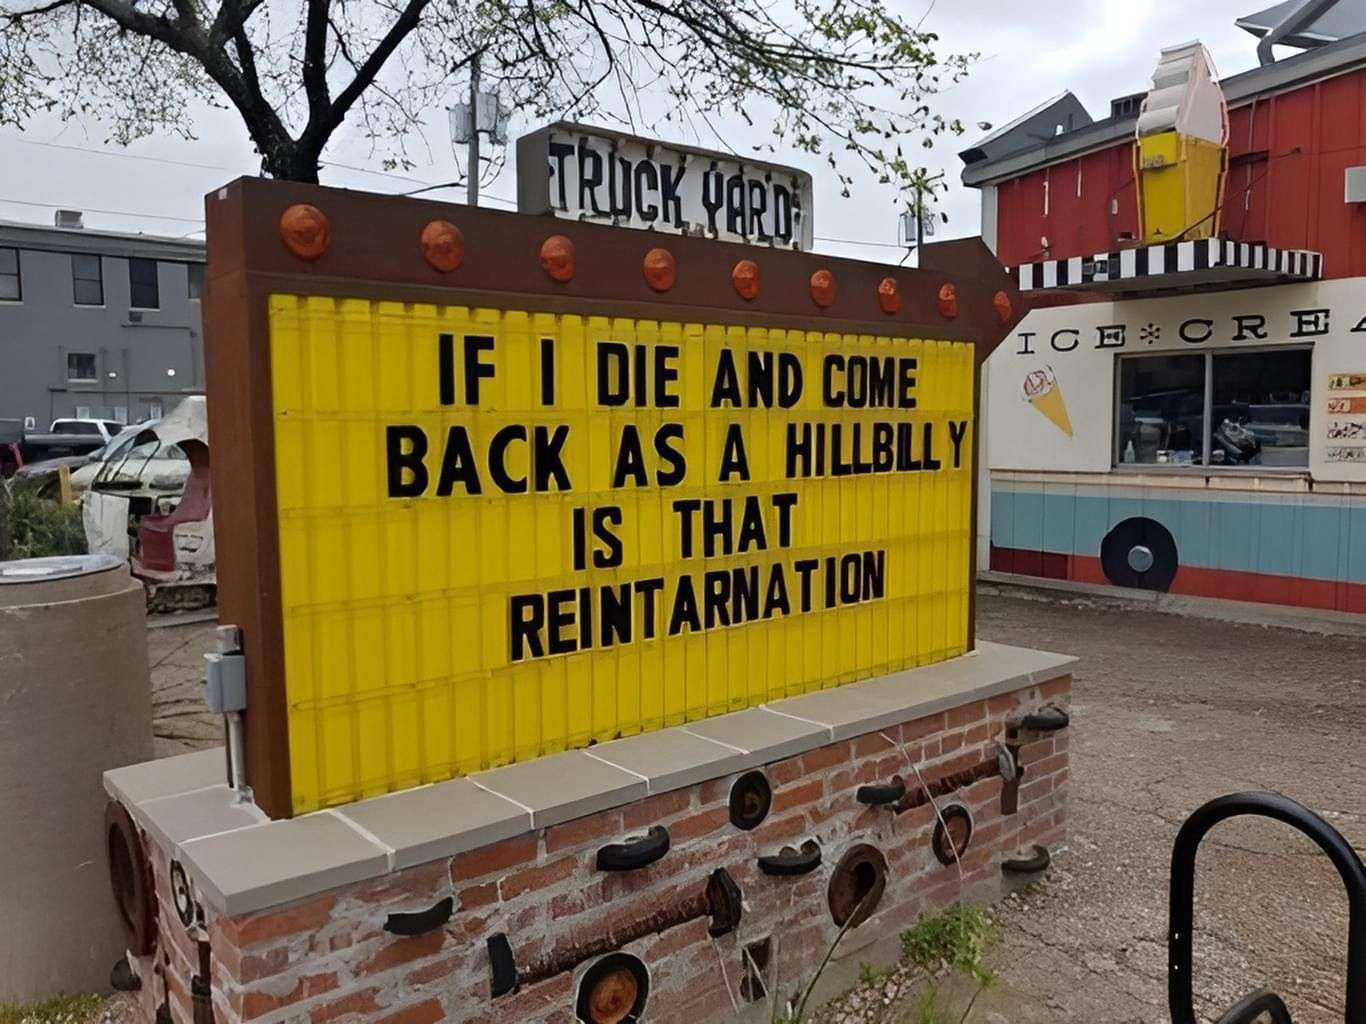 TRUCK YARD
IF I DIE AND COME
BACK AS A HILLBILLY
IS THAT
REINTARNATION
ICE * CREA